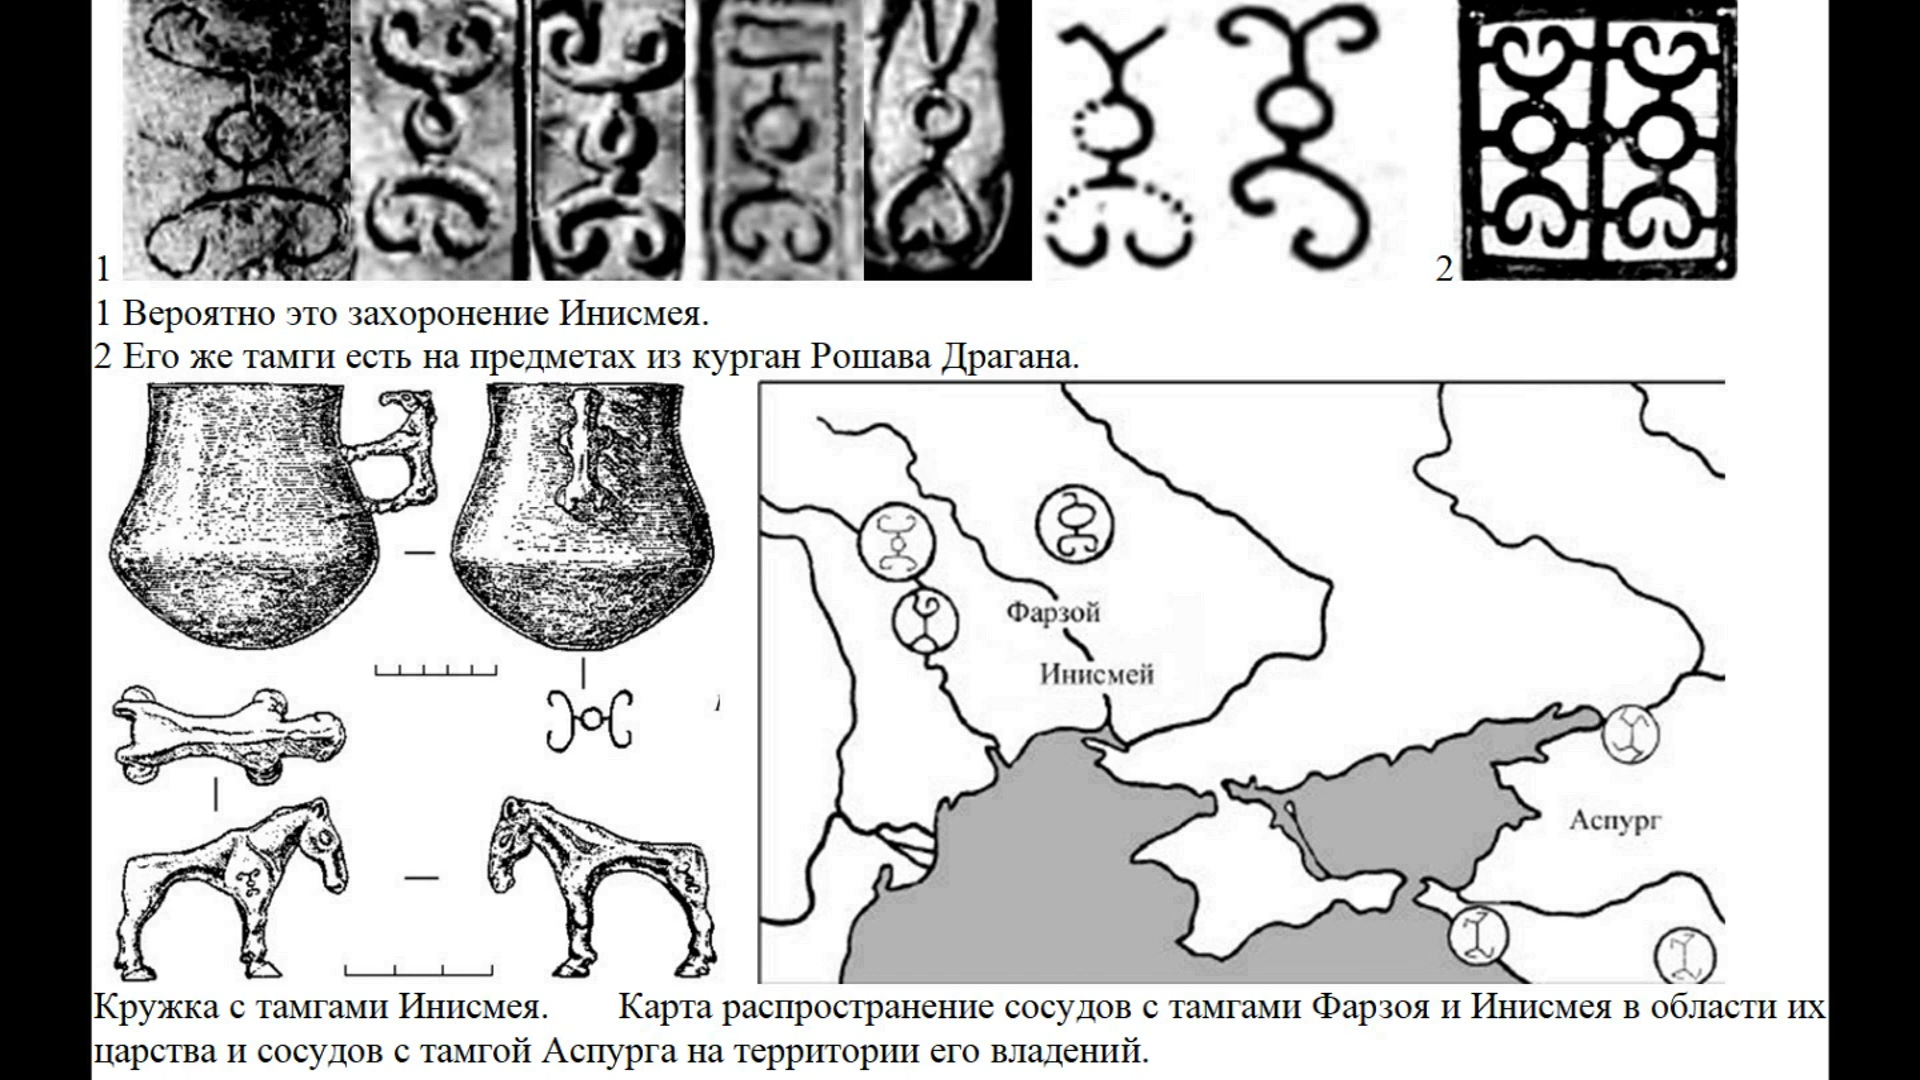 1
2
1 Вероятно это захоронение Инисмея.
2 Его же тамги есть на предметах из курган Рошава Драгана.
Фарзой
Инисмей
Аспург
Кружка с тамгами Инисмея. Карта распространение сосудов с тамгами Фарзоя и Инисмея в области их
царства и сосудов с тамгой Аспурга на территории его владений.